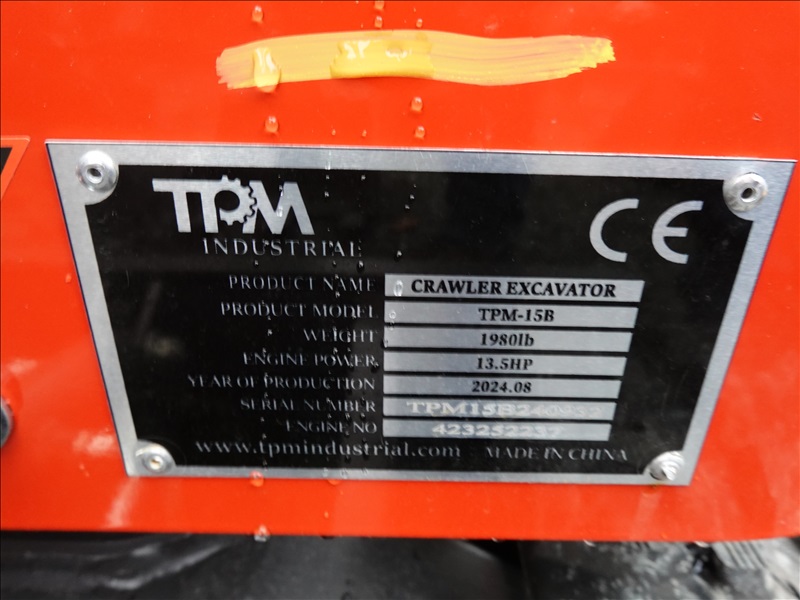 TPM
INDUSTRIAL
CE
PRODUCT NAME CRAWLER EXCAVATOR
PRODUCT MODEL TPM-15B
WEIGHT 1980lb
ENGINE POWER 13.5HP
YEAR OF PRODUCTION 2024.08
SERIAL NUMBER
ENGINE NO
www.tpmindustrial.com MADE IN CHINA